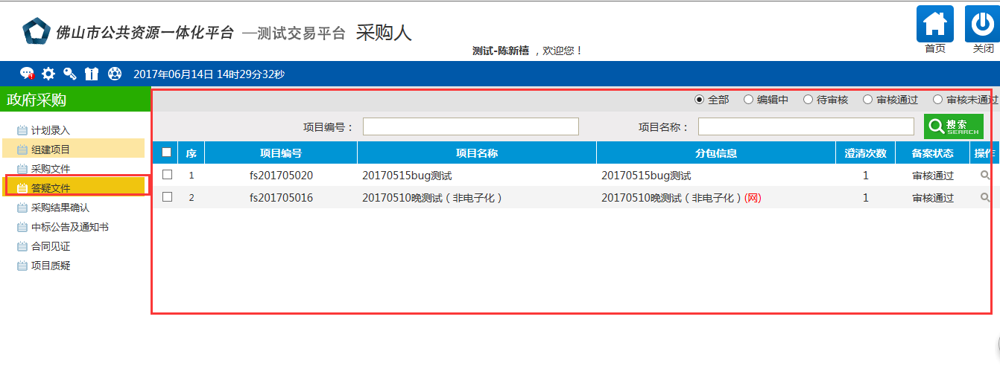 佛山市公共资源一体化平台 —测试交易平台 采购人
测试-陈新禧 ，欢迎您！
首页 关闭
2017年06月14日 14时29分32秒
政府采购
计划录入
组建项目
采购文件
答疑文件
采购结果确认
中标公告及通知书
合同见证
项目质疑
全部 编辑中 待审核 审核通过 审核未通过
项目编号： 项目名称： 搜索 SEARCH
序 项目编号 项目名称 分包信息 澄清次数 备案状态 操作
1 fs201705020 20170515bug测试 20170515bug测试 1 审核通过
2 fs201705016 20170510晚测试（非电子化） 20170510晚测试（非电子化）(网) 1 审核通过